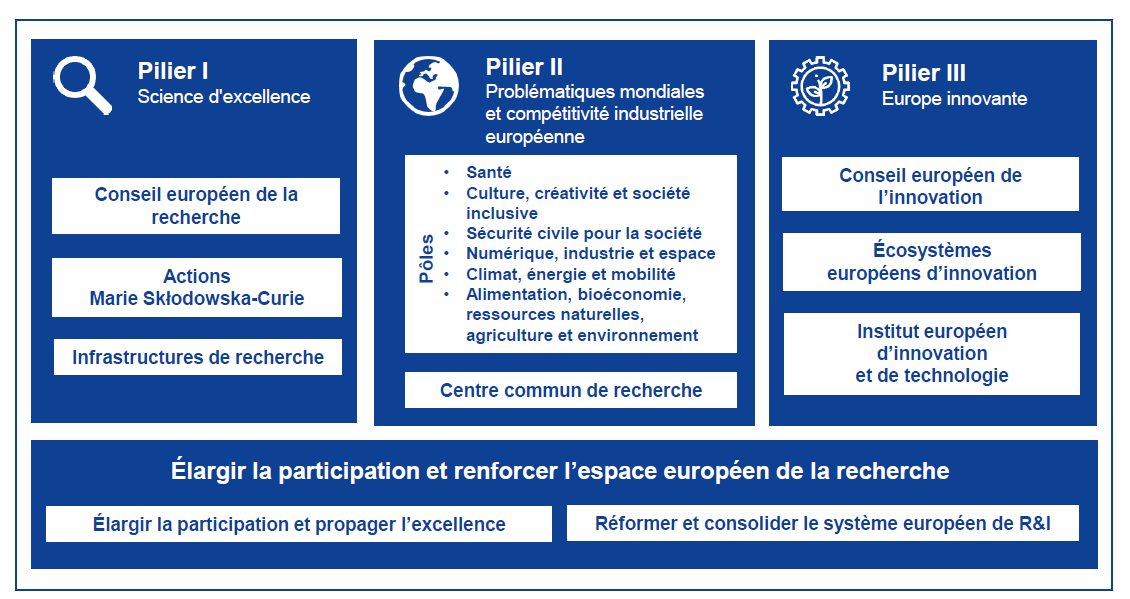 Pilier I
Science d'excellence
Conseil européen de la
recherche
Actions
Marie Skłodowska-Curie
Infrastructures de recherche
Pilier II
Problématiques mondiales
et compétitivité industrielle
européenne
Pôles
• Santé
• Culture, créativité et société
inclusive
• Sécurité civile pour la société
• Numérique, industrie et espace
• Climat, énergie et mobilité
• Alimentation, bioéconomie,
ressources naturelles,
agriculture et environnement
Centre commun de recherche
Pilier III
Europe innovante
Conseil européen de
l’innovation
Écosystèmes
européens d’innovation
Institut européen
d’innovation
et de technologie
Élargir la participation et renforcer l’espace européen de la recherche
Élargir la participation et propager l’excellence
Réformer et consolider le système européen de R&I